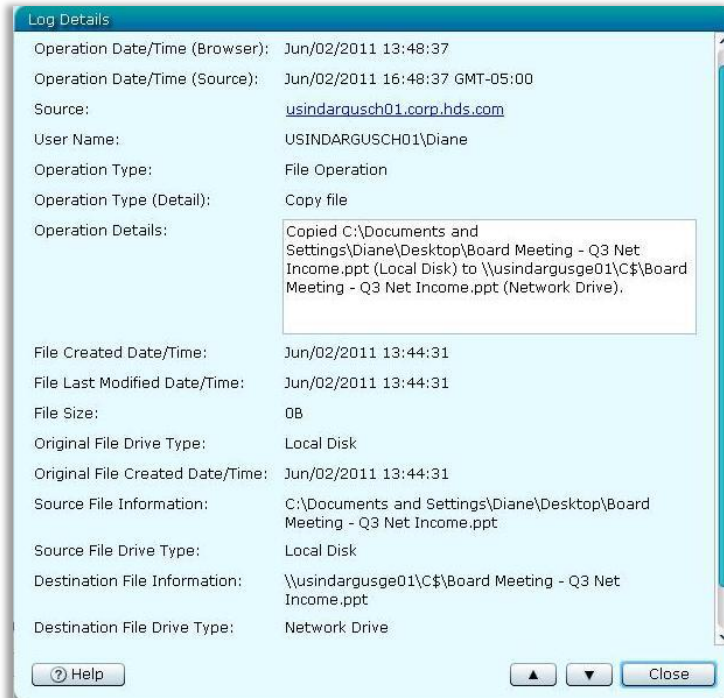 Log Details
Operation Date/Time (Browser): Jun/02/2011 13:48:37
Operation Date/Time (Source): Jun/02/2011 16:48:37 GMT-05:00
Source: usindargusch01.corp.hds.com
User Name: USINDARGUSCH01\Diane
Operation Type: File Operation
Operation Type (Detail): Copy file
Operation Details: Copied C:\Documents and
Settings\Diane\Desktop\Board Meeting - Q3 Net
Income.ppt (Local Disk) to \\usindargusge01\C$\Board
Meeting - Q3 Net Income.ppt (Network Drive).
File Created Date/Time: Jun/02/2011 13:44:31
File Last Modified Date/Time: Jun/02/2011 13:44:31
File Size: 0B
Original File Drive Type: Local Disk
Original File Created Date/Time: Jun/02/2011 13:44:31
Source File Information: C:\Documents and Settings\Diane\Desktop\Board
Meeting - Q3 Net Income.ppt
Source File Drive Type: Local Disk
Destination File Information: \\usindargusge01\C$\Board Meeting - Q3 Net
Income.ppt
Destination File Drive Type: Network Drive
? Help ▲ ▼ Close